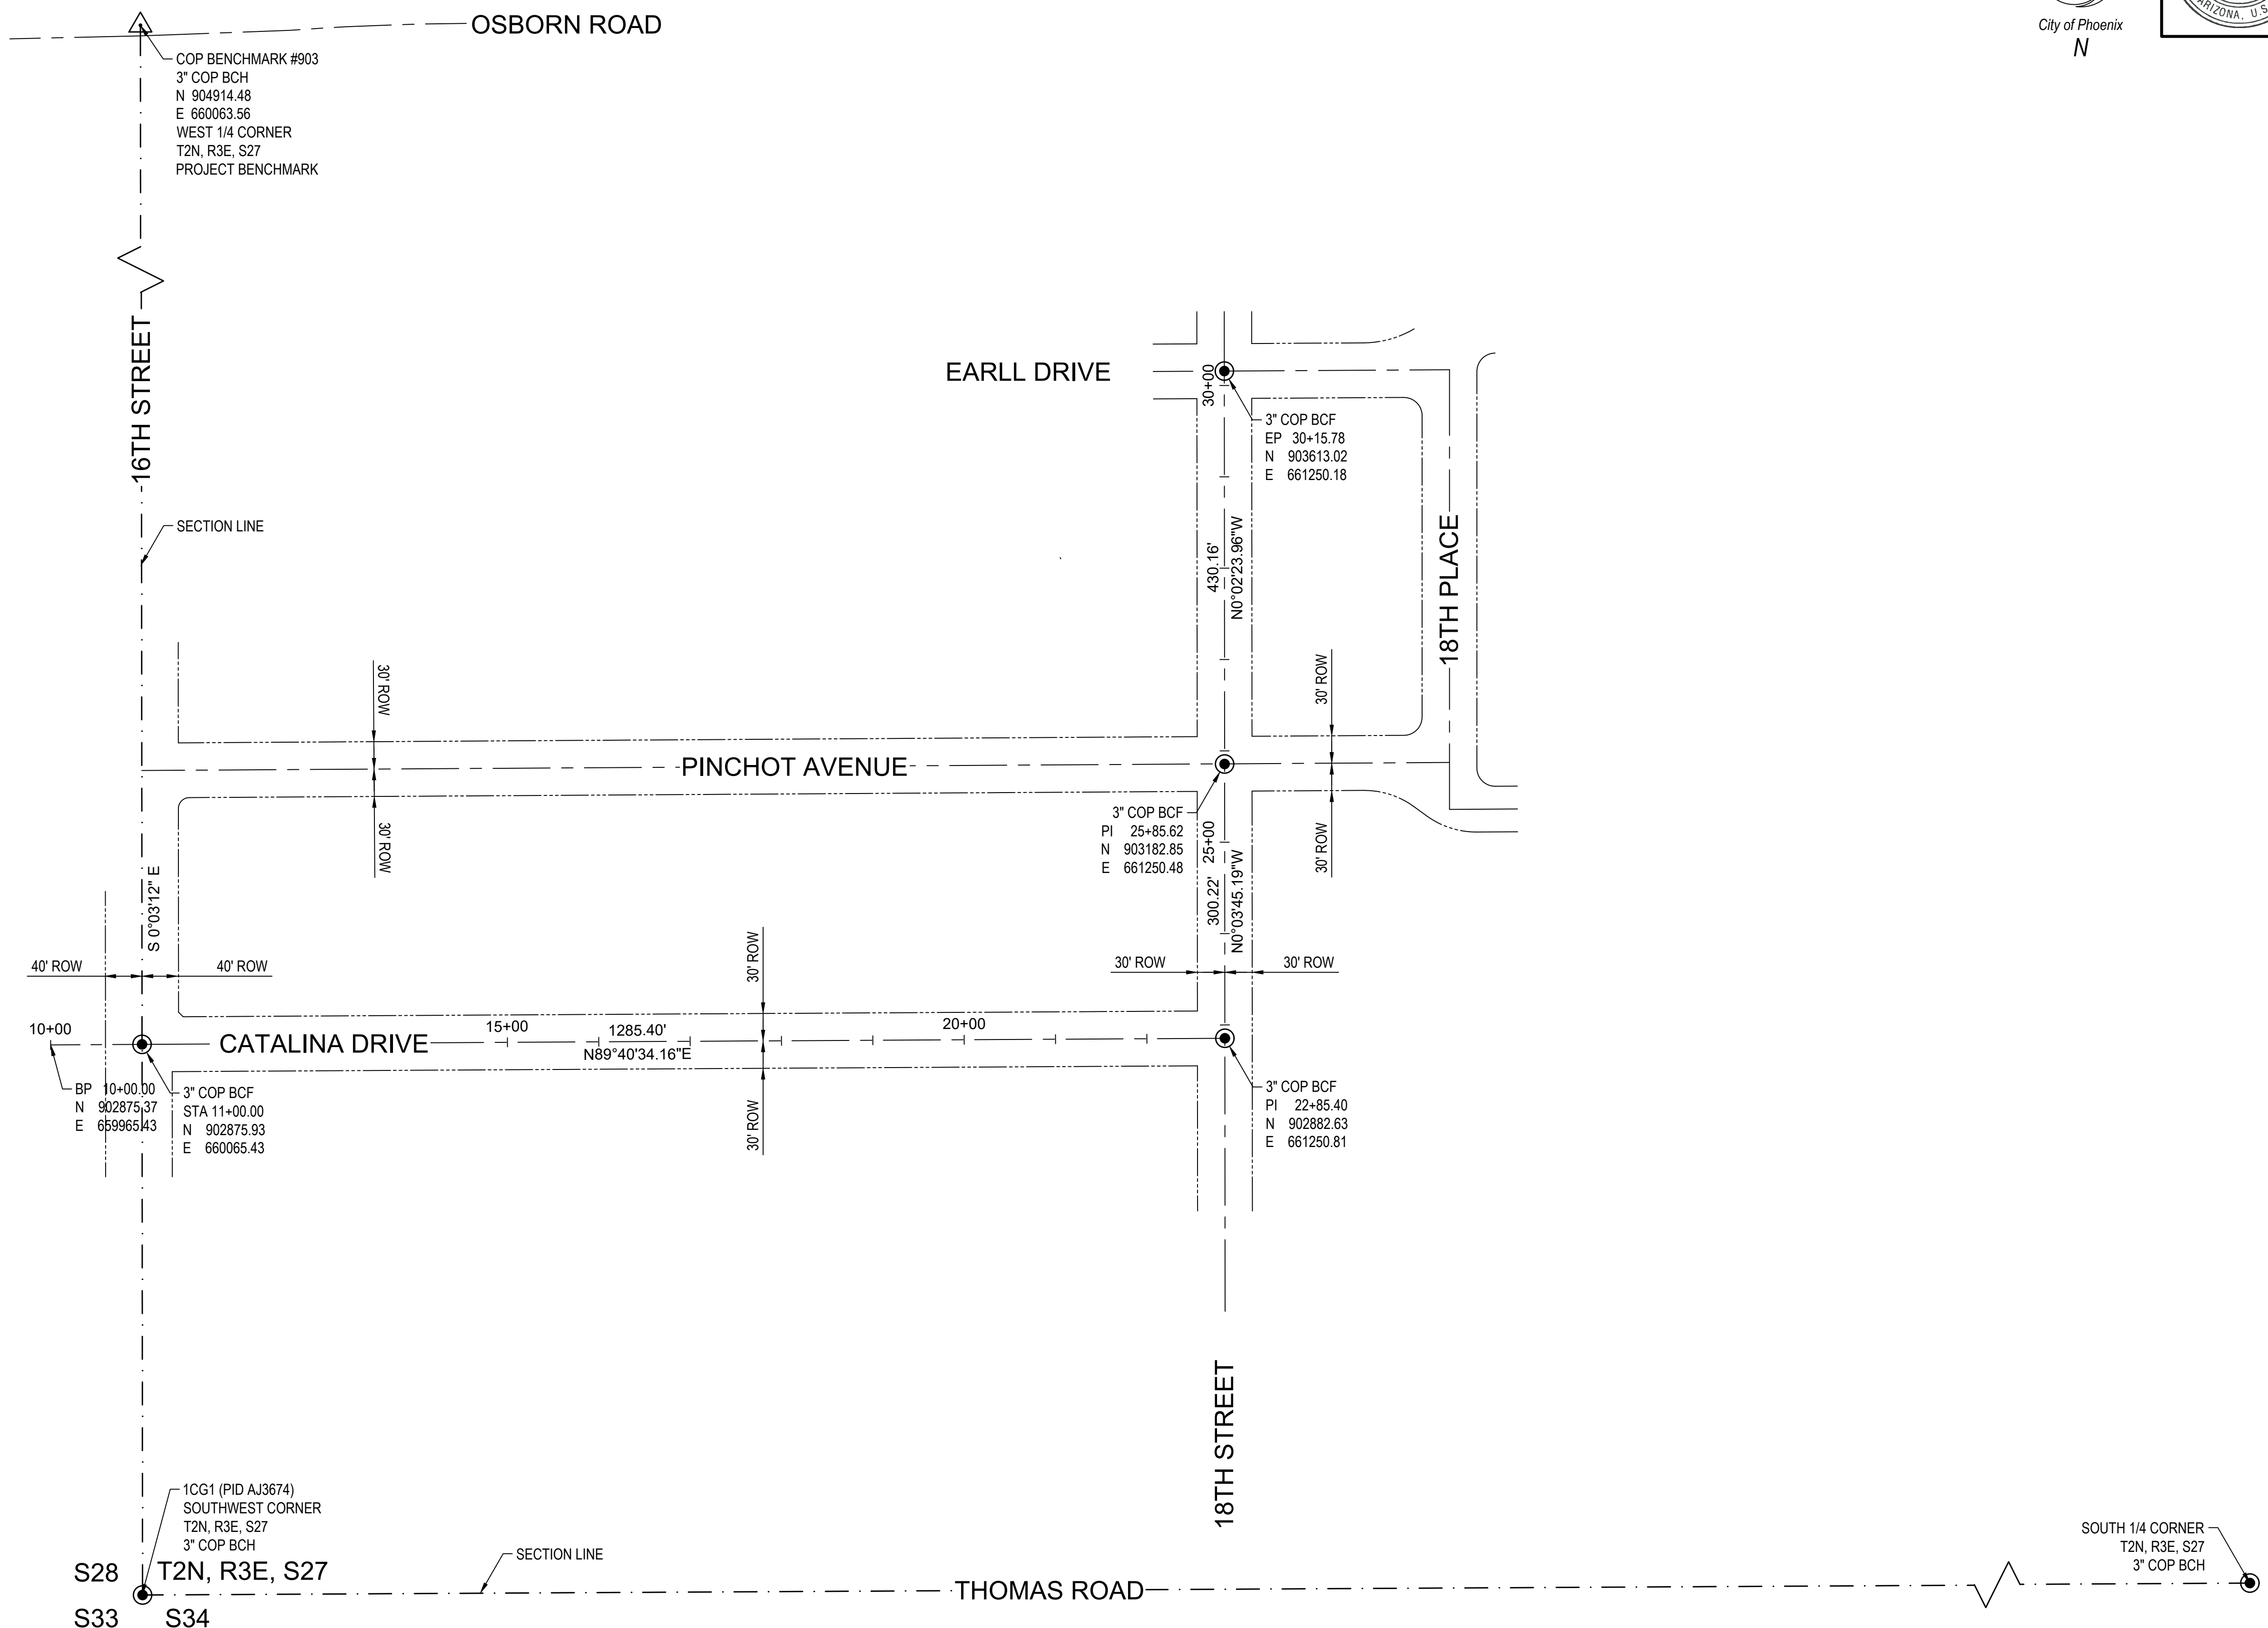 OSBORN ROAD
City of Phoenix
N
ARIZONA, U.S
COP BENCHMARK #903
3" COP BCH
N 904914.48
E 660063.56
WEST 1/4 CORNER
T2N, R3E, S27
PROJECT BENCHMARK
16TH STREET
SECTION LINE
EARLL DRIVE
30+00
3" COP BCF
EP 30+15.78
N 903613.02
E 661250.18
430.16'
N0°02'23.96"W
18TH PLACE
30' ROW
30' ROW
PINCHOT AVENUE
30' ROW
30' ROW
3" COP BCF
PI 25+85.62
N 903182.85
E 661250.48
25+00
300.22'
N0°03'45.19"W
S 0°03'12" E
40' ROW
40' ROW
30' ROW
30' ROW
30' ROW
30' ROW
10+00
CATALINA DRIVE
15+00
1285.40'
N89°40'34.16"E
20+00
BP 10+00.00
N 902875.37
E 659965.43
3" COP BCF
STA 11+00.00
N 902875.93
E 660065.43
3" COP BCF
PI 22+85.40
N 902882.63
E 661250.81
18TH STREET
1CG1 (PID AJ3674)
SOUTHWEST CORNER
T2N, R3E, S27
3" COP BCH
S28
T2N, R3E, S27
S33
S34
SECTION LINE
THOMAS ROAD
SOUTH 1/4 CORNER
T2N, R3E, S27
3" COP BCH